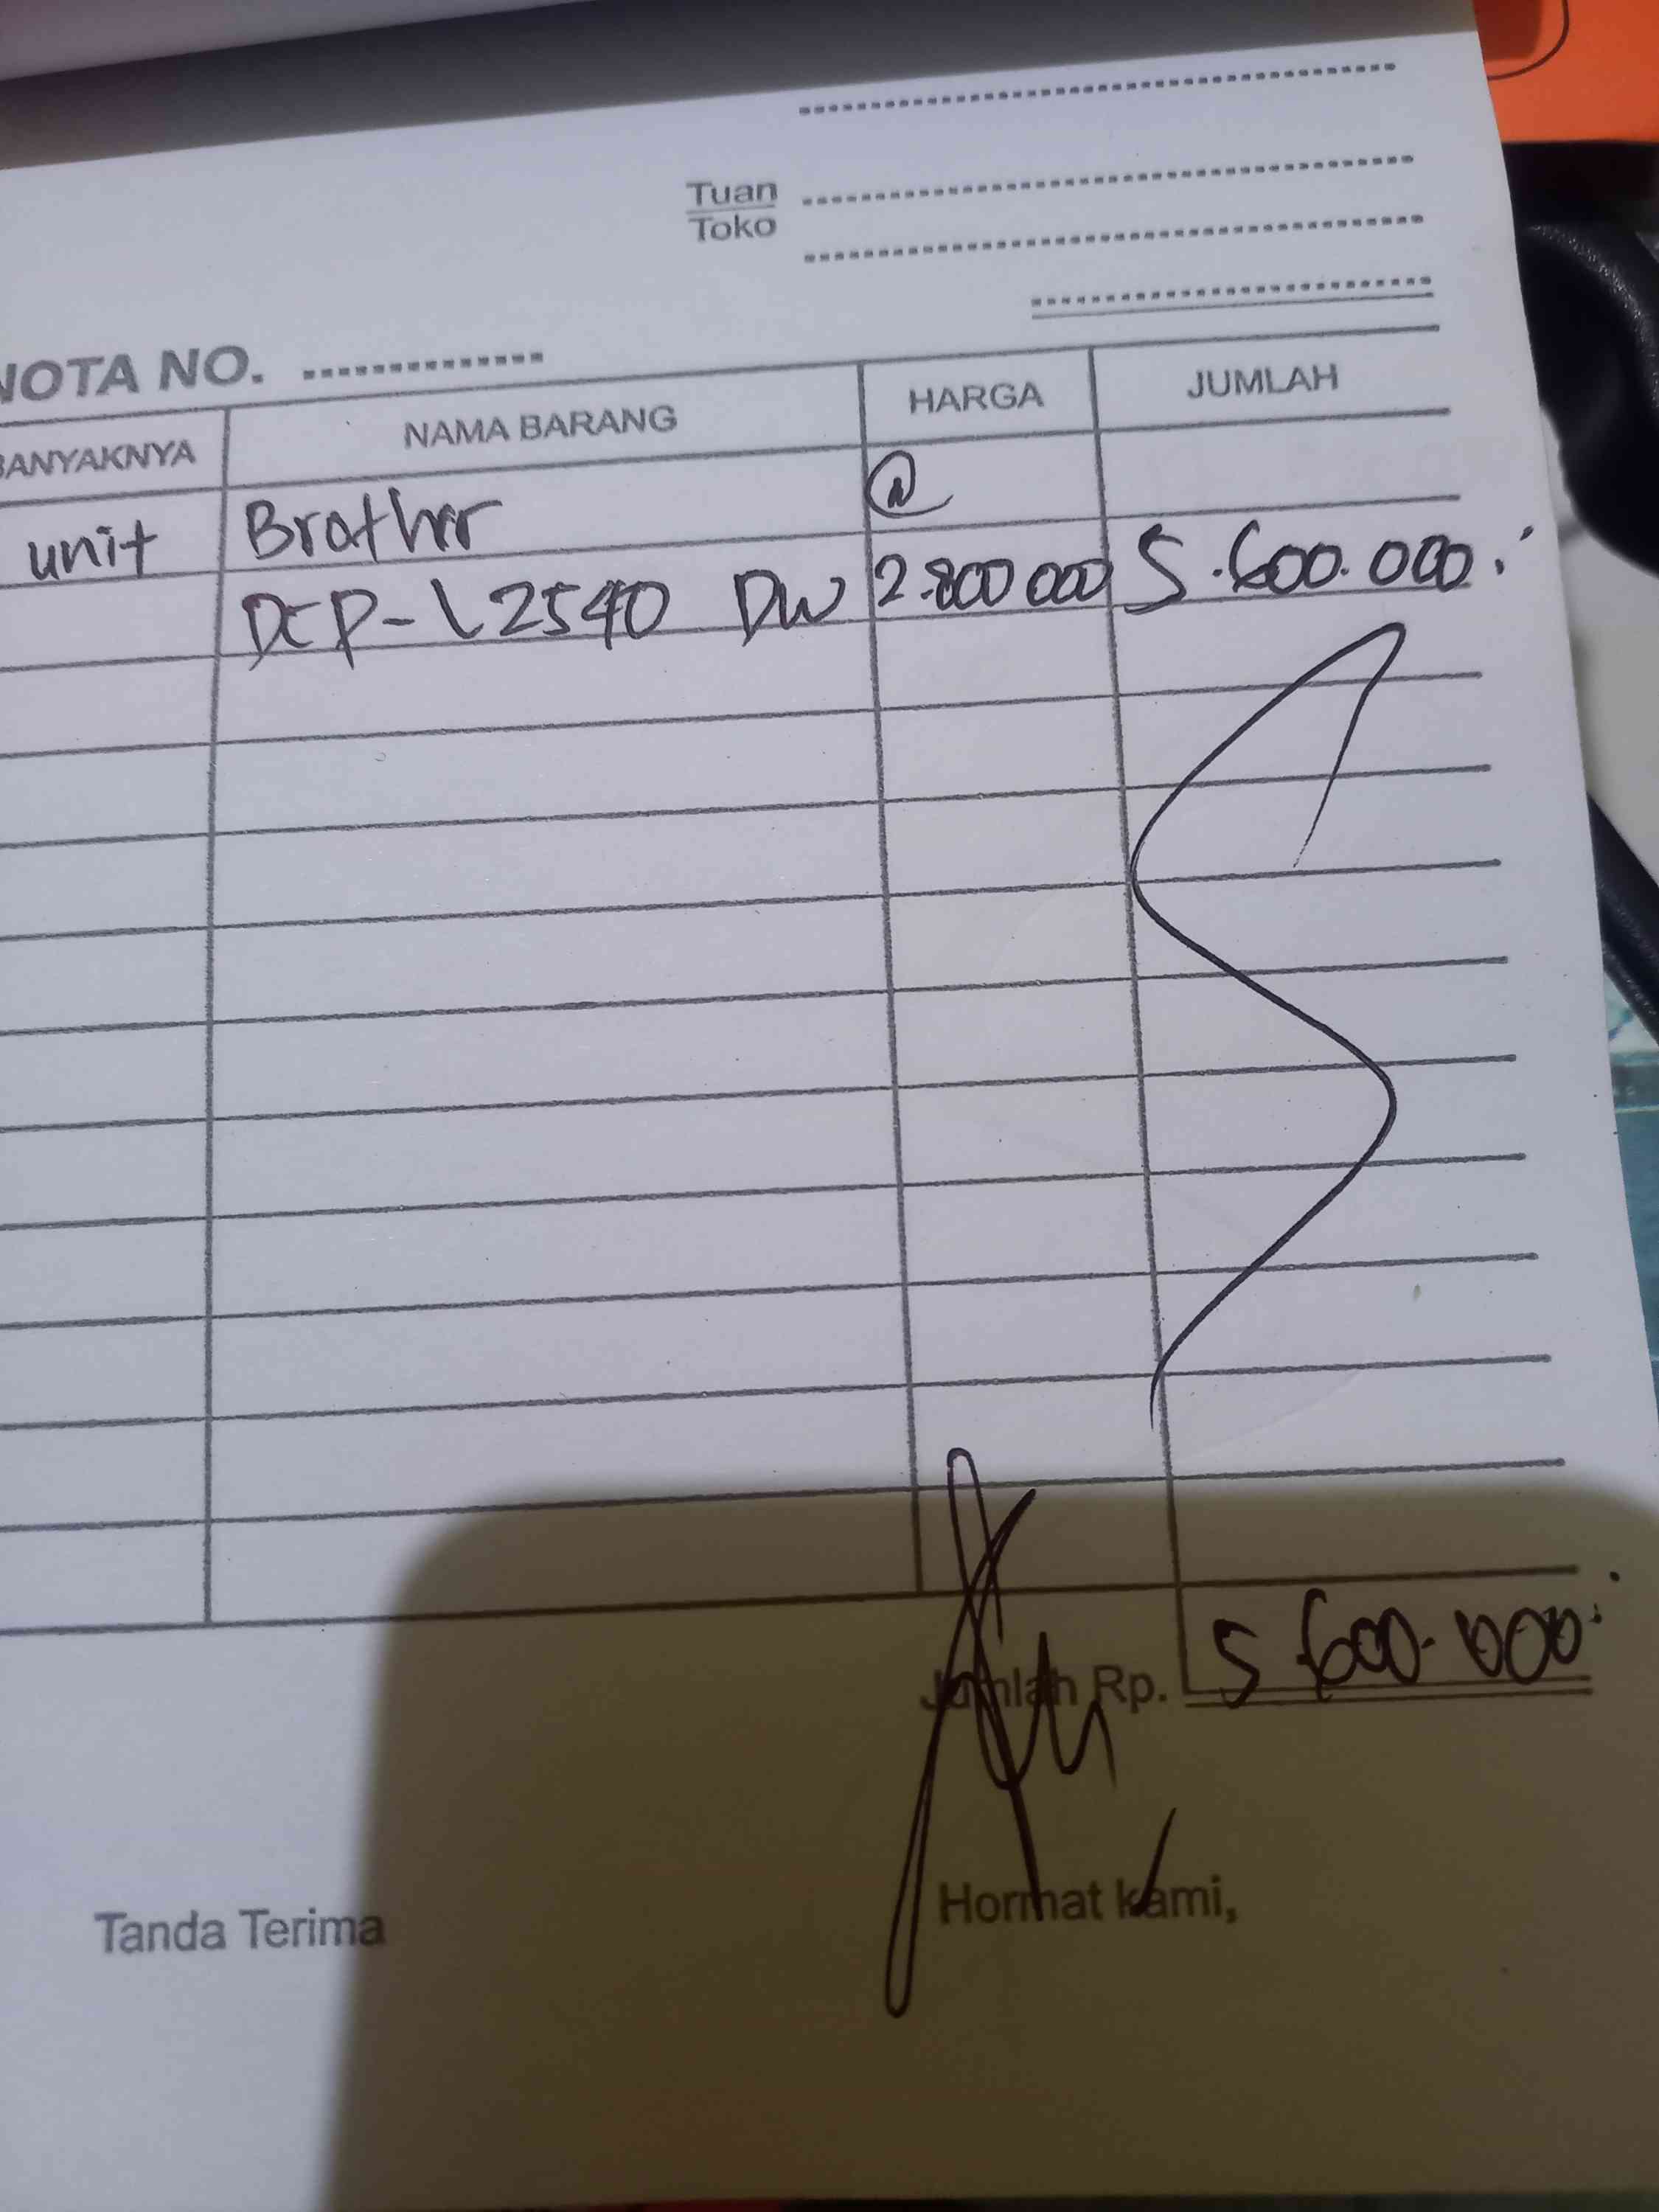 Tuan
Toko
NOTA NO.
BANYAKNYA NAMA BARANG HARGA JUMLAH
unit Brother @
DCP-L2540 DW 2.800 000 5.600.000
Jumlah Rp. 5.600.000
Tanda Terima Hormat kami,